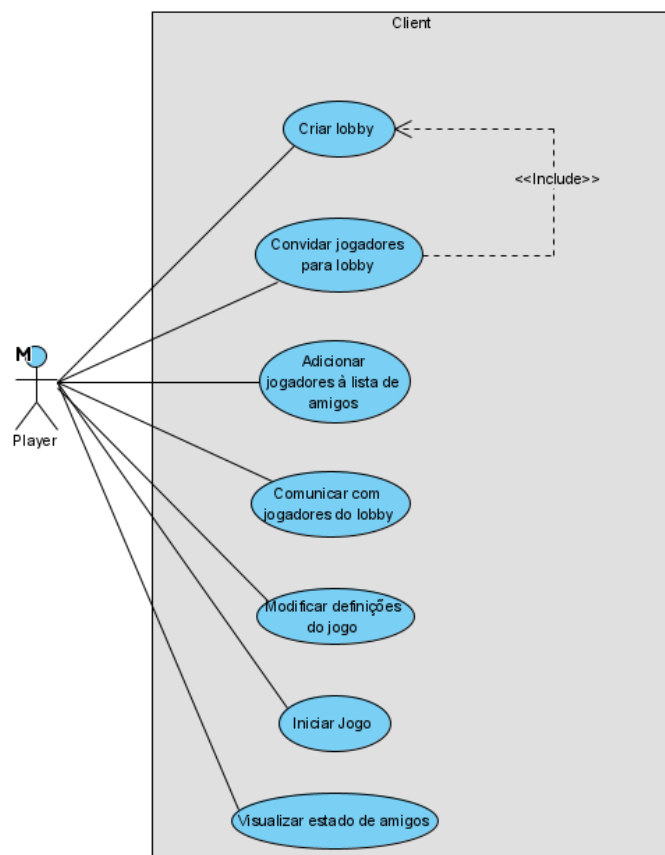 Client
Criar lobby
<<Include>>
Convidar jogadores
para lobby
M
Player
Adicionar
jogadores à lista de
amigos
Comunicar com
jogadores do lobby
Modificar definições
do jogo
Iniciar Jogo
Visualizar estado de amigos